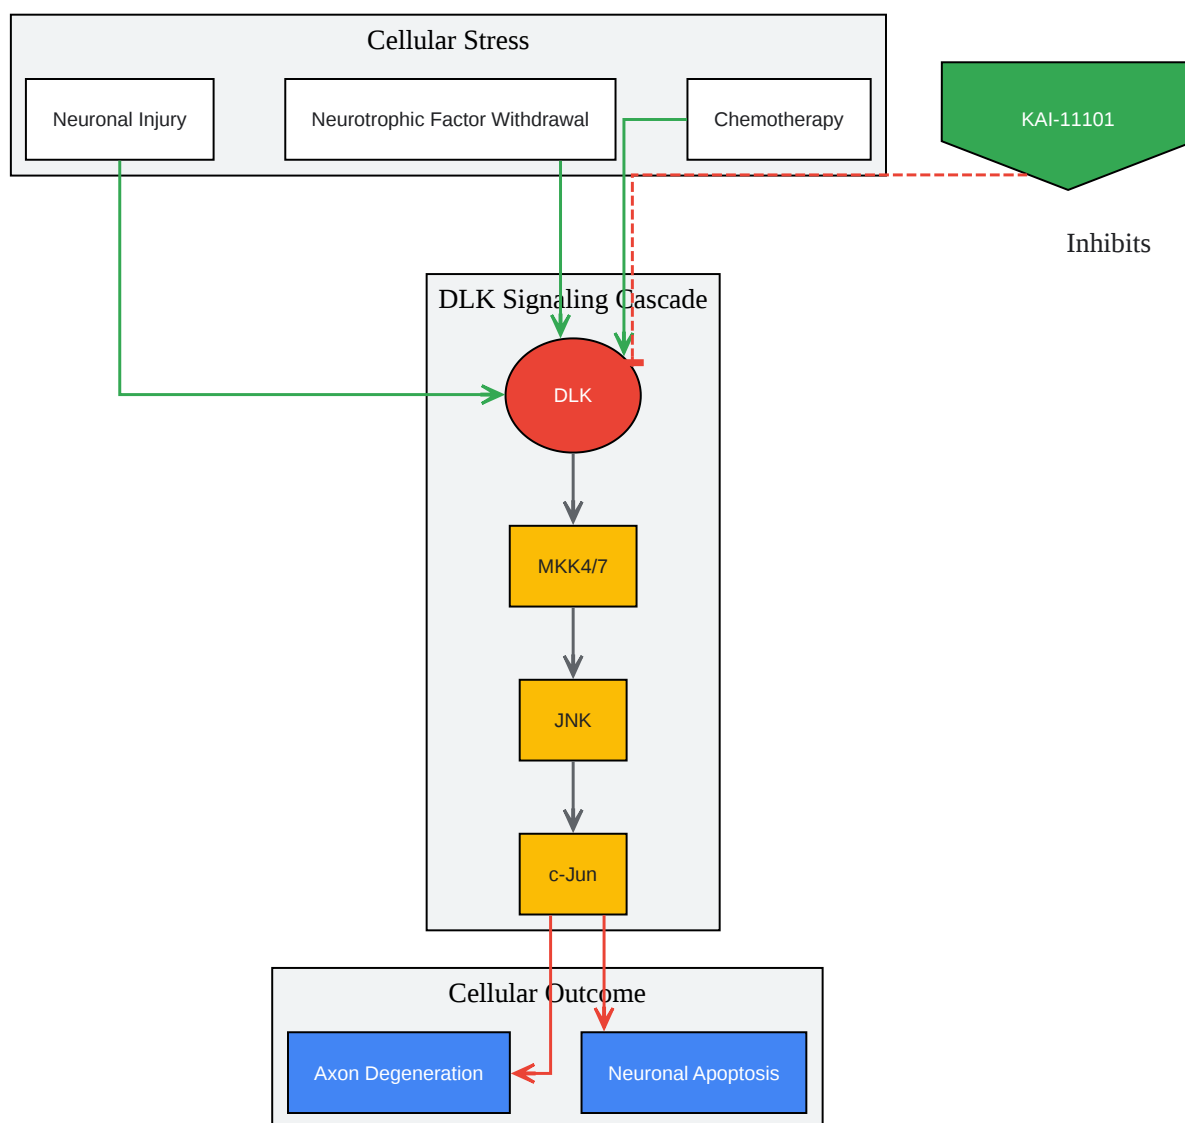 Cellular Stress
Neuronal Injury
Neurotrophic Factor Withdrawal
Chemotherapy
KAI-11101
Inhibits
DLK Signaling Cascade
DLK
MKK4/7
JNK
c-Jun
Cellular Outcome
Axon Degeneration
Neuronal Apoptosis